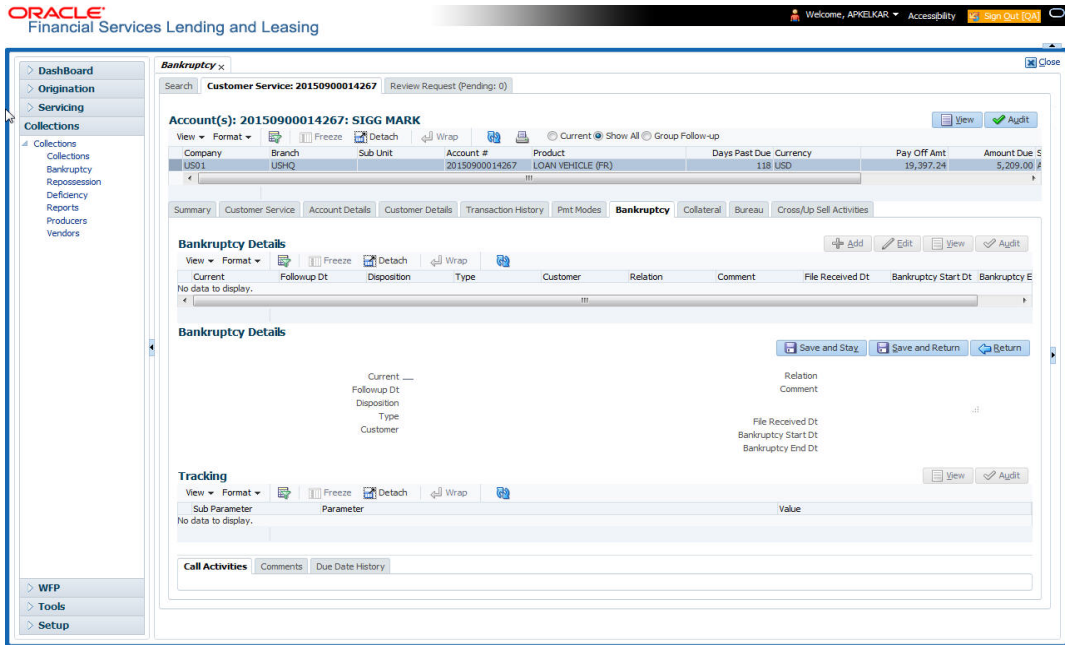 ORACLE
Financial Services Lending and Leasing
Welcome, APKELKAR Accessibility Sign Out [QA]
Close
DashBoard
Origination
Servicing
Collections
Collections
Collections
Bankruptcy
Repossession
Deficiency
Reports
Producers
Vendors
WFP
Tools
Setup
Bankruptcy x
Search Customer Service: 20150900014267 Review Request (Pending: 0)
Account(s): 20150900014267: SIGG MARK
View Audit
View Format Freeze Detach Wrap Current Show All Group Follow-up
Company Branch Sub Unit Account # Product Days Past Due Currency Pay Off Amt Amount Due S
US01 USHQ 20150900014267 LOAN VEHICLE (FR) 118 USD 19,397.24 5,209.00 A
Summary Customer Service Account Details Customer Details Transaction History Pmt Modes Bankruptcy Collateral Bureau Cross/Up Sell Activities
Bankruptcy Details
Add Edit View Audit
View Format Freeze Detach Wrap
Current Followup Dt Disposition Type Customer Relation Comment File Received Dt Bankruptcy Start Dt Bankruptcy E
No data to display.
Bankruptcy Details
Save and Stay Save and Return Return
Current
Followup Dt
Disposition
Type
Customer
Relation
Comment
File Received Dt
Bankruptcy Start Dt
Bankruptcy End Dt
Tracking
View Audit
View Format Freeze Detach Wrap
Sub Parameter Parameter Value
No data to display.
Call Activities Comments Due Date History